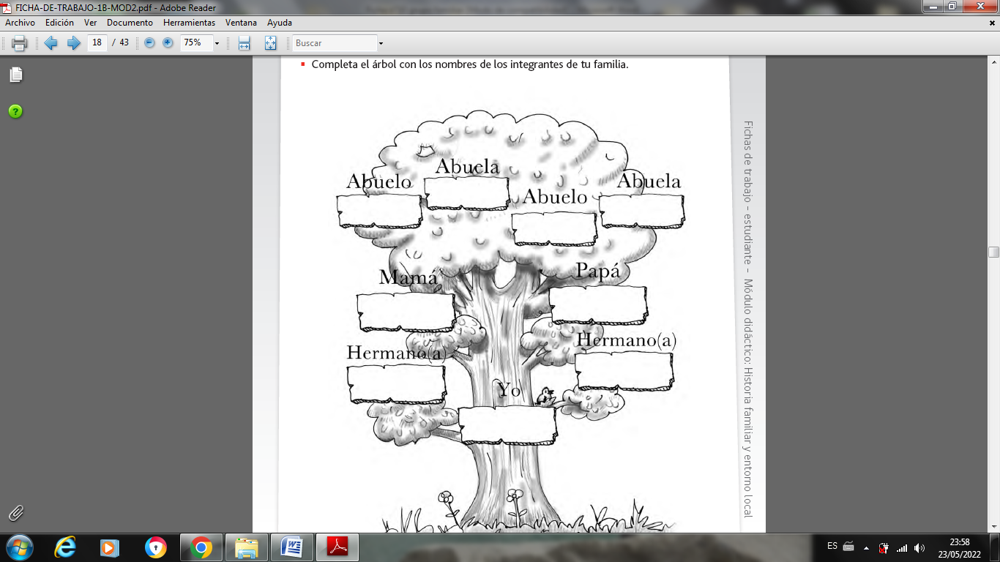 FICHA-DE-TRABAJO-1B-MOD2.pdf - Adobe Reader
Archivo Edición Ver Documento Herramientas Ventana Ayuda
18 / 43 75% Buscar
Completa el árbol con los nombres de los integrantes de tu familia.
Abuela
Abuelo
Abuela
Abuelo
Mamá
Papá
Hermano(a)
Hermano(a)
Yo
Fichas de trabajo - estudiante - Módulo didáctico: Historia familiar y entorno local
ES
23:58
23/05/2022